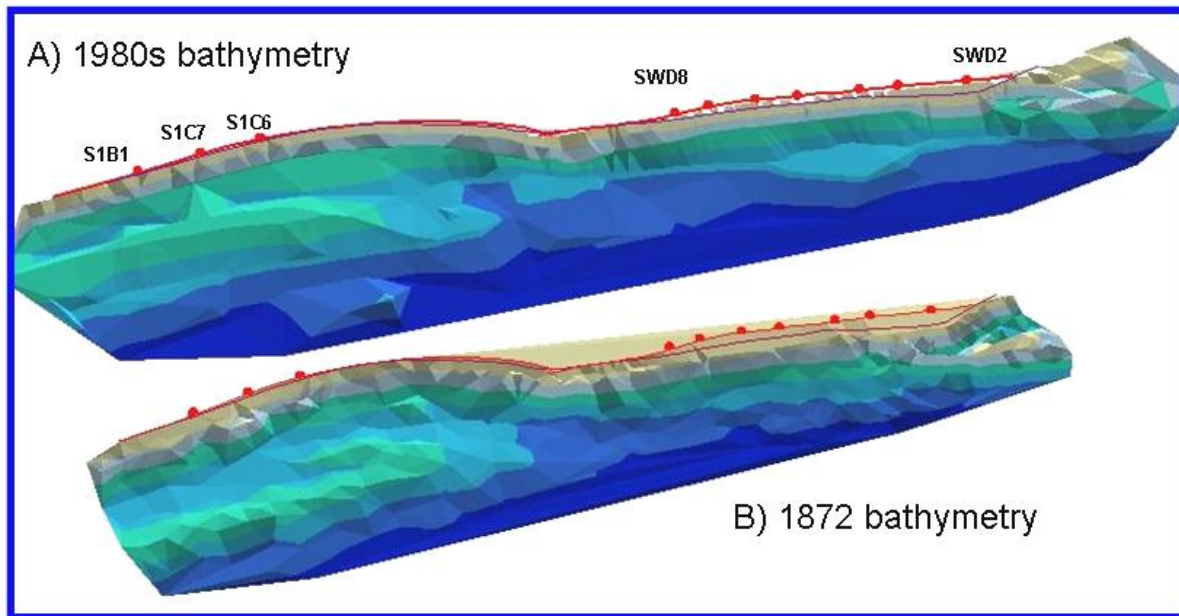 A) 1980s bathymetry
SWD8
SWD2
S1B1
S1C7
S1C6
B) 1872 bathymetry